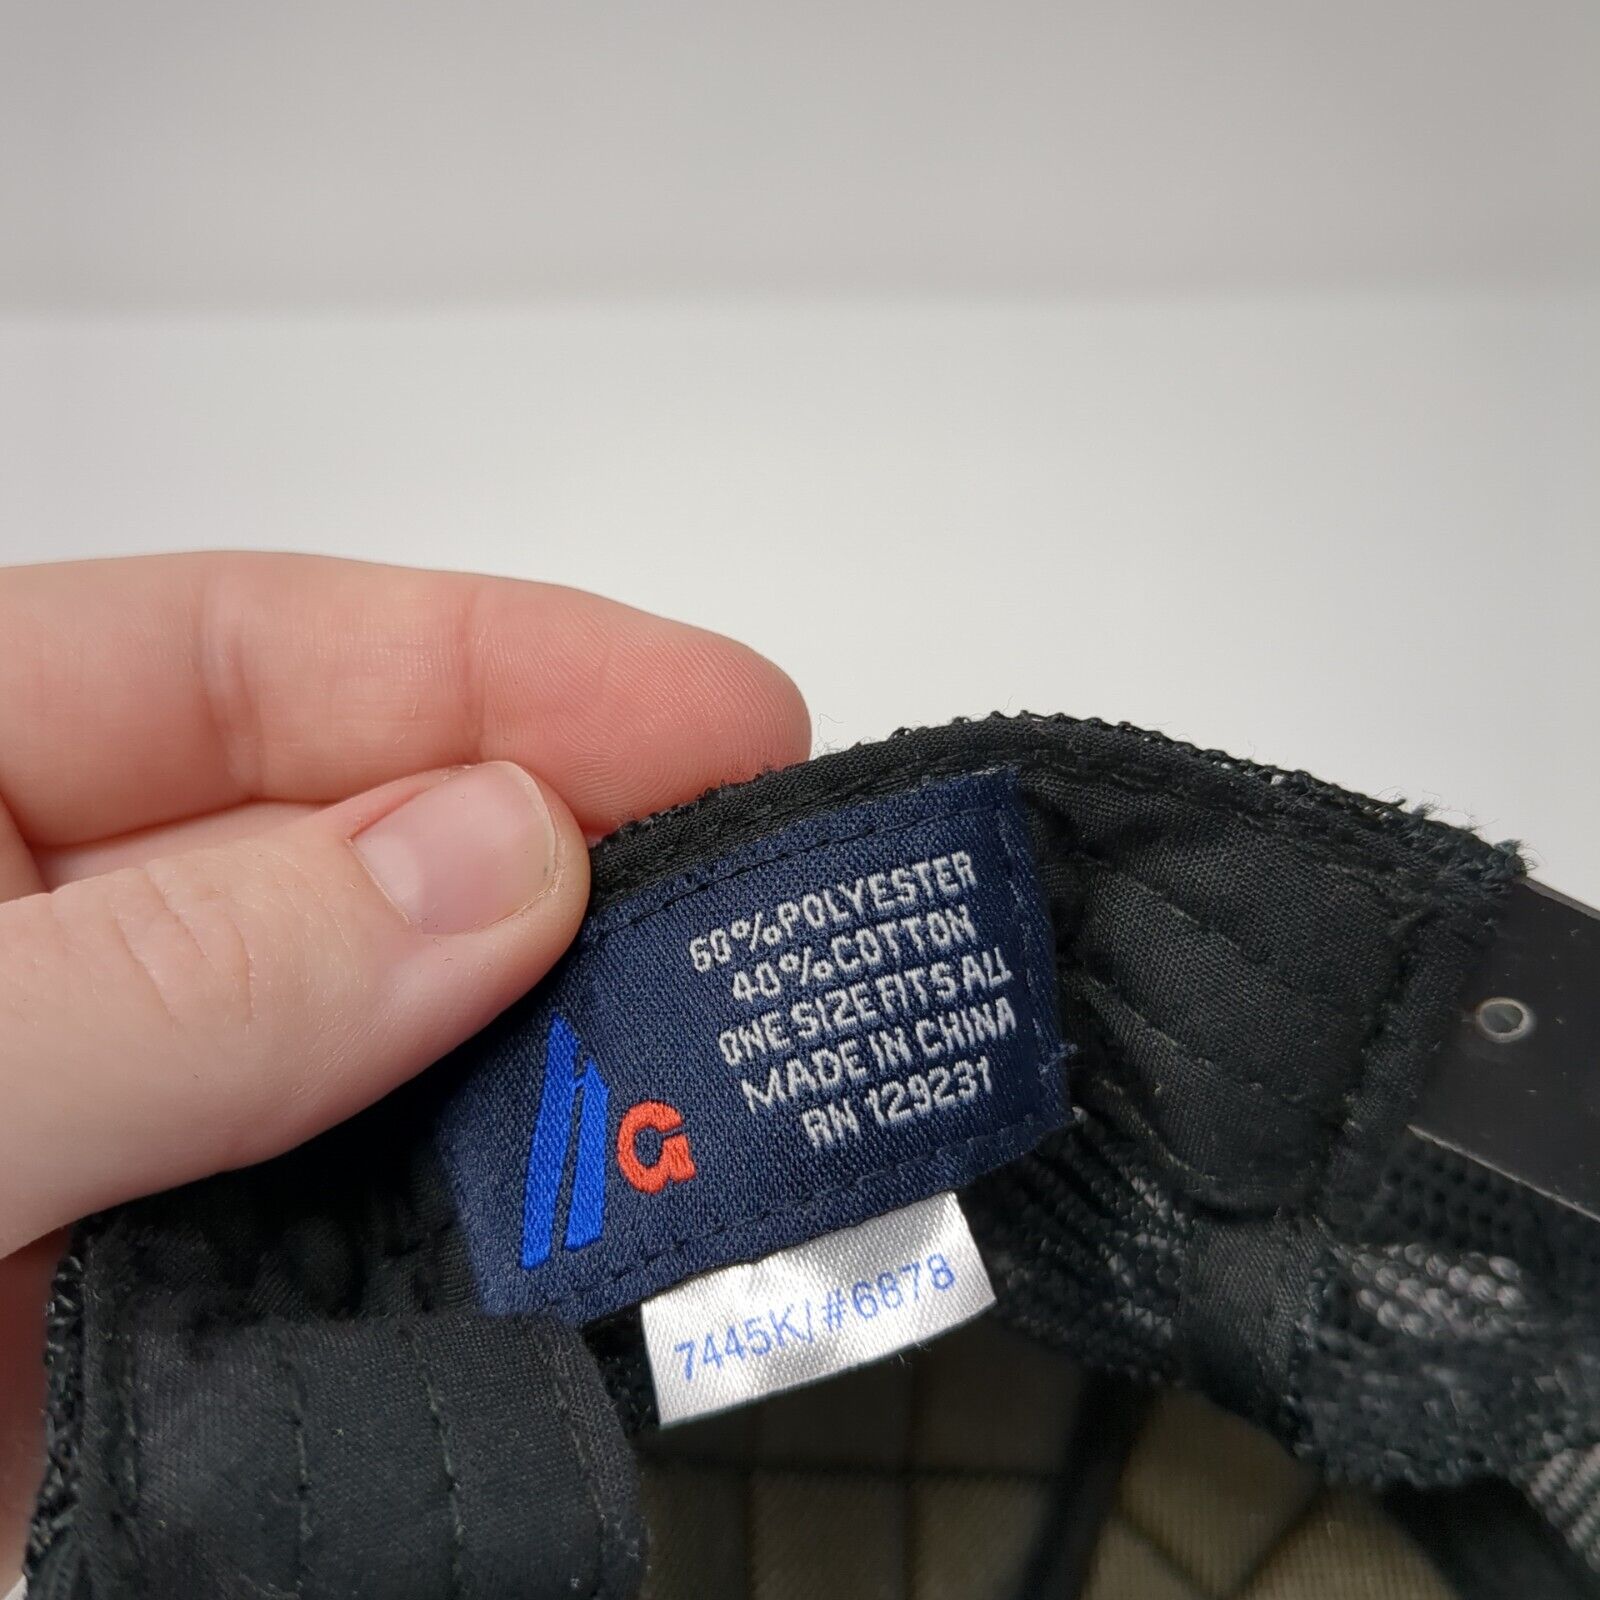 60%POLYESTER
40%COTTON
ONE SIZE FITS ALL
MADE IN CHINA
RN 129231
G
7445K/#6878